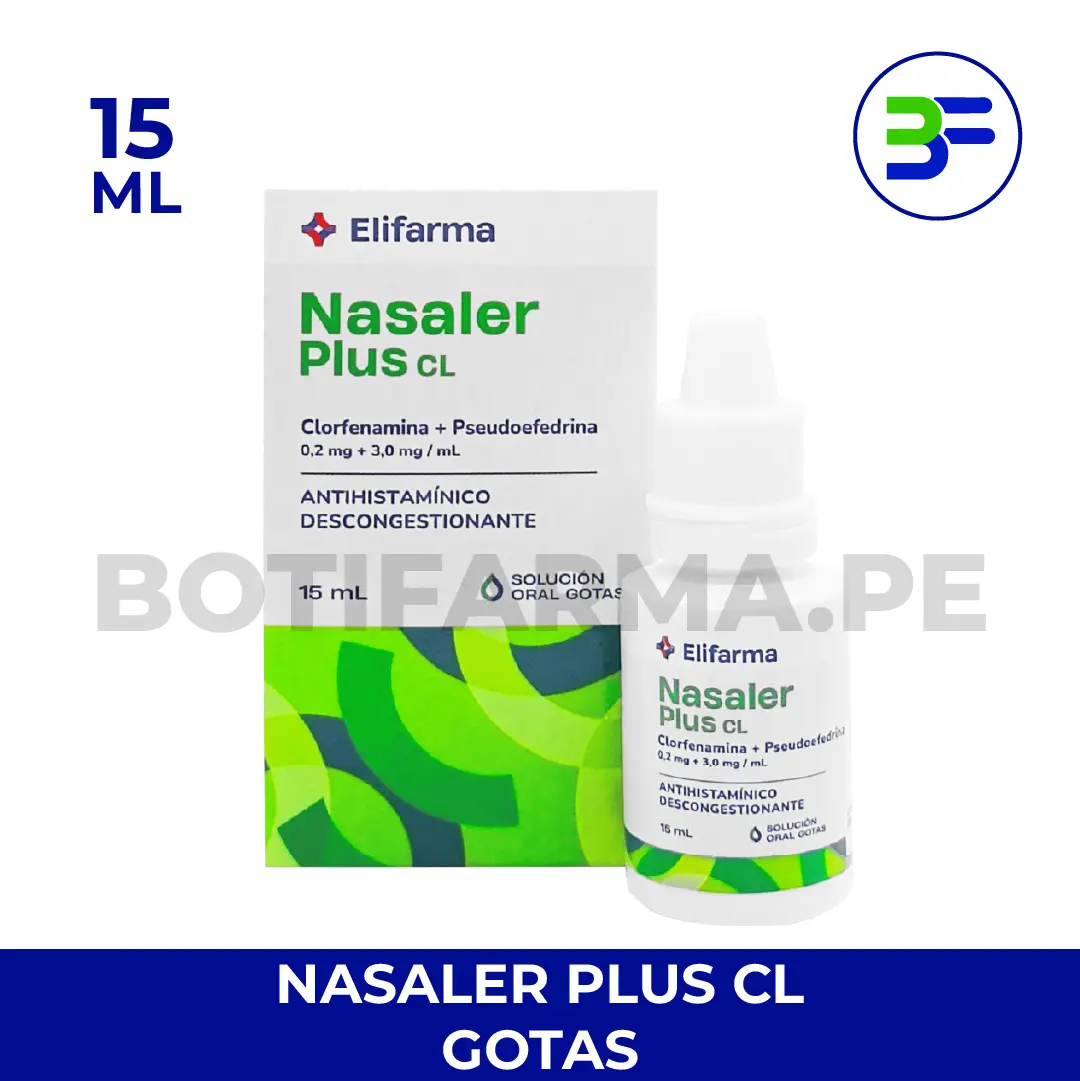 15
ML
BF
Elifarma
Nasaler
Plus CL
Clorfenamina + Pseudoefedrina
0,2 mg + 3,0 mg / mL
ANTIHISTAMÍNICO
DESCONGESTIONANTE
15 mL
SOLUCIÓN
ORAL GOTAS
BOTIFARMA.PE
Elifarma
Nasaler
Plus CL
Clorfenamina + Pseudoefedrina
0,2 mg + 3,0 mg / mL
ANTIHISTAMÍNICO
DESCONGESTIONANTE
15 mL
SOLUCIÓN
ORAL GOTAS
NASALER PLUS CL
GOTAS